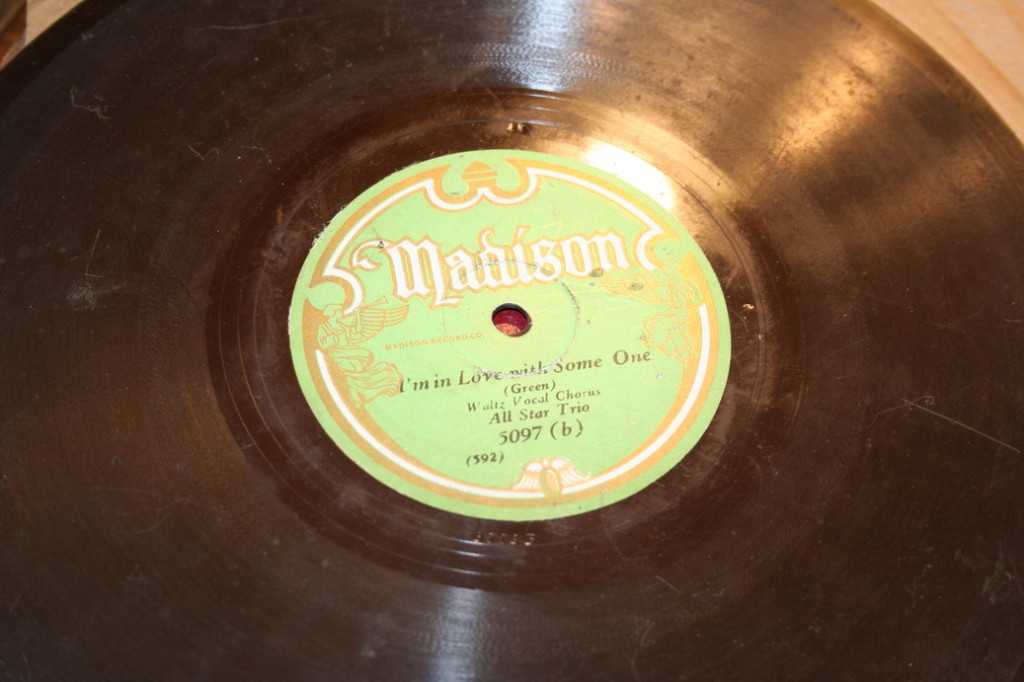 Madison
MADISON RECORD CO.
I'm in Love with Some One
(Green)
Waltz Vocal Chorus
All Star Trio
5097 (b)
(592)